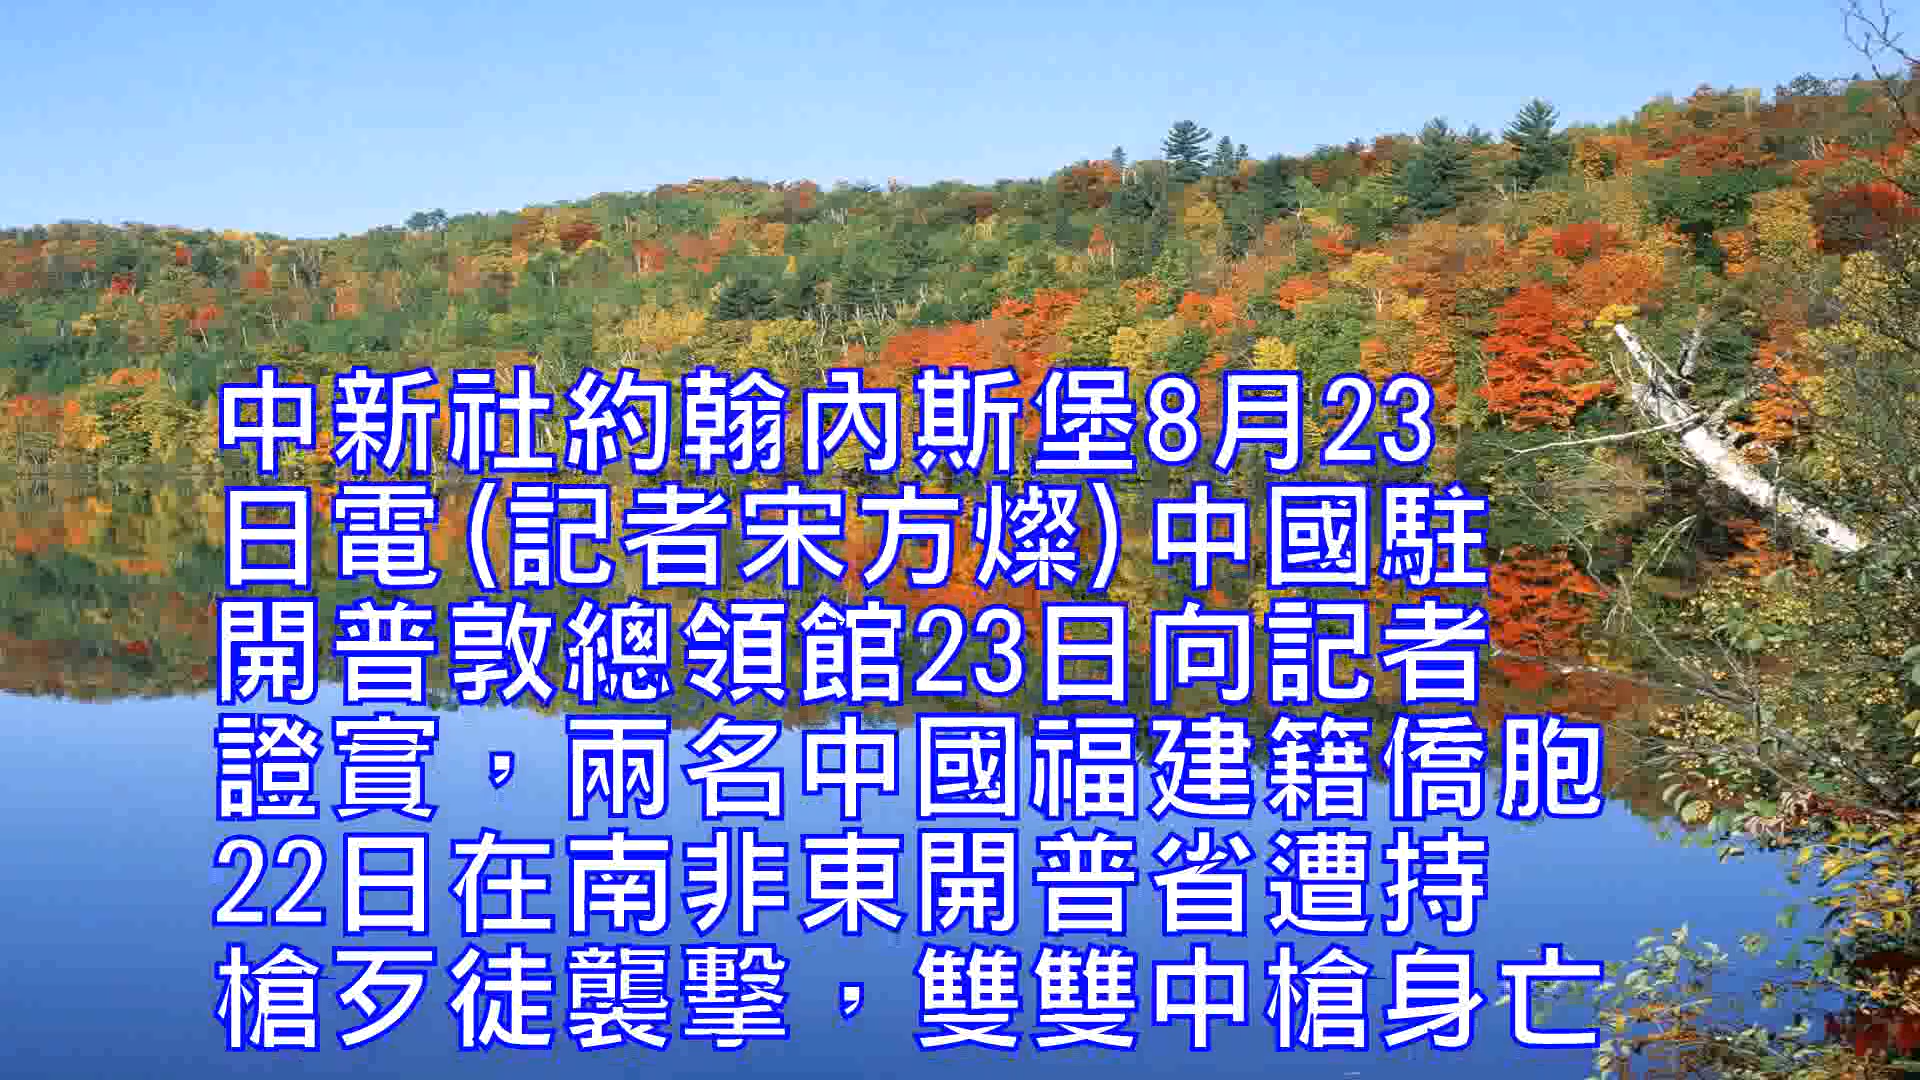 中新社約翰內斯堡8月23
日電(記者宋方燦)中國駐
開普敦總領館23日向記者
證實，兩名中國福建籍僑胞
22日在南非東開普省遭持
槍歹徒襲擊，雙雙中槍身亡